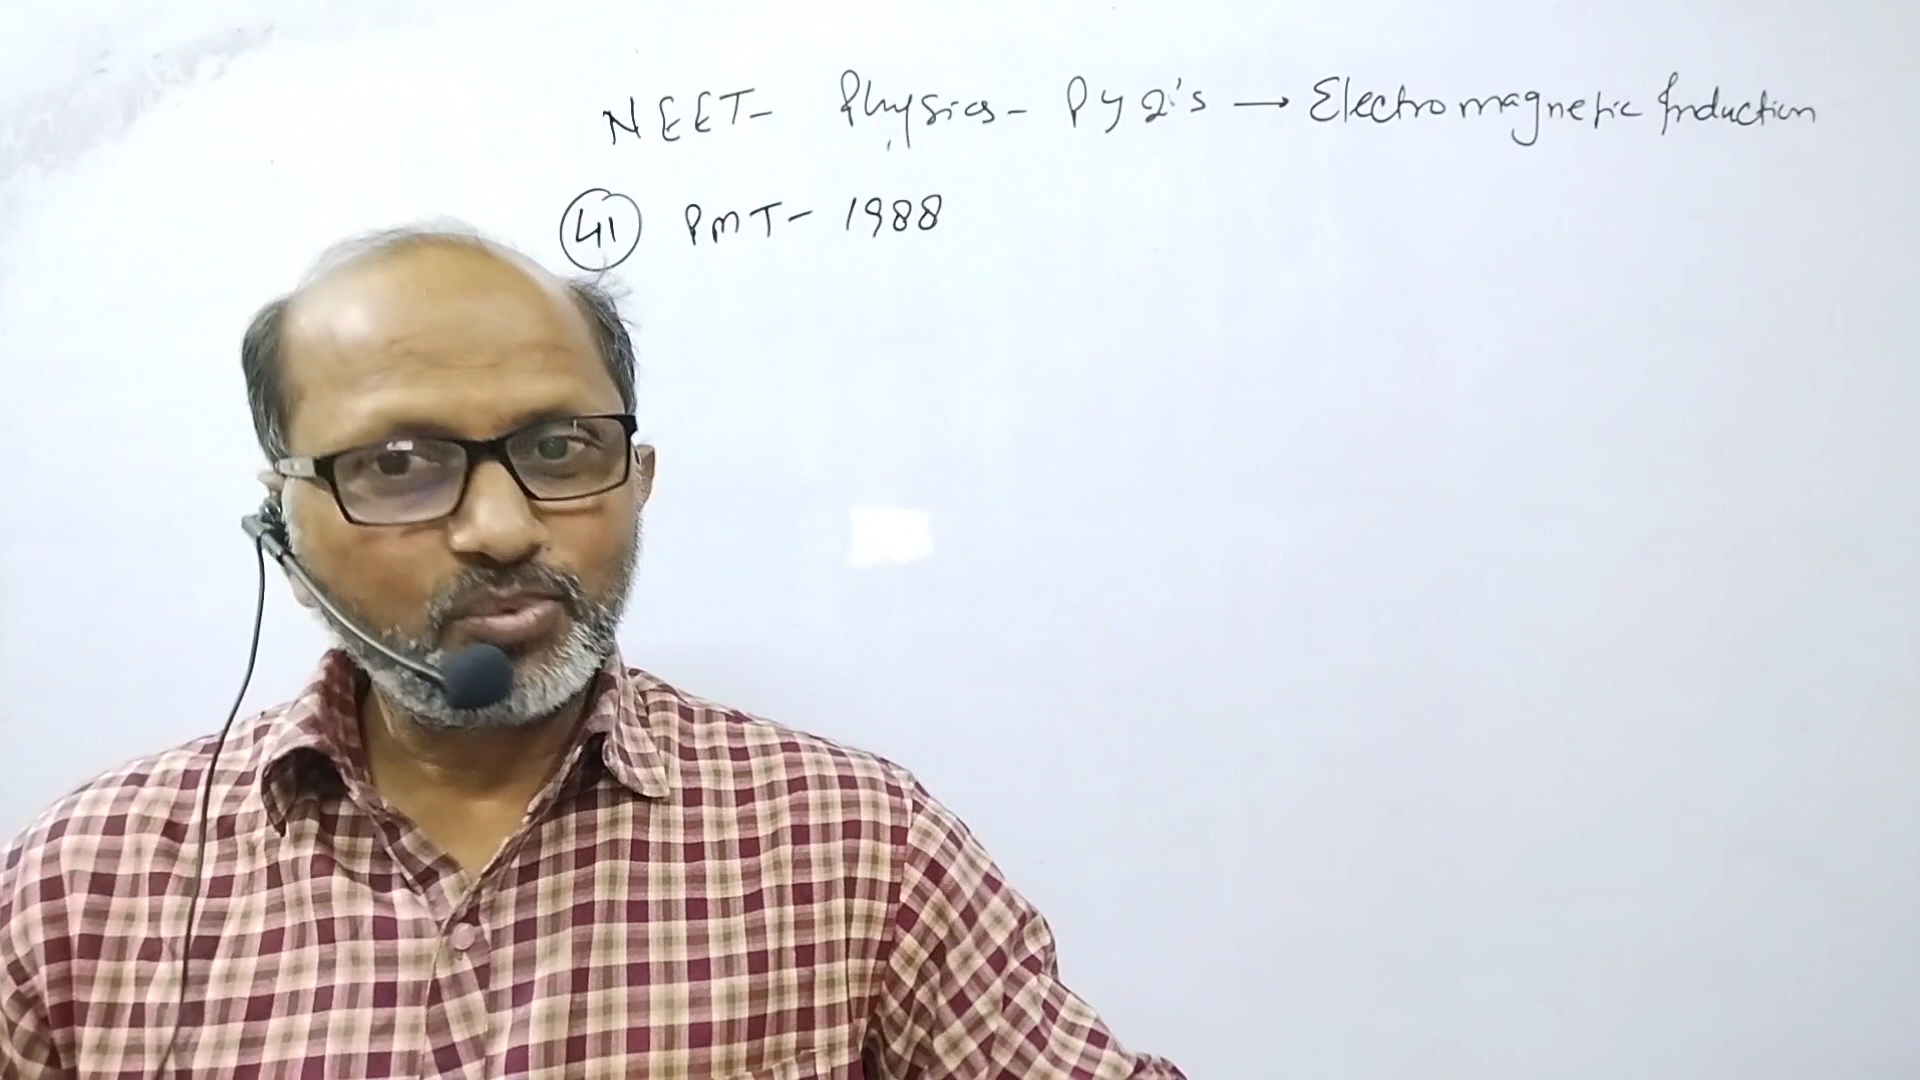 NEET- Physics- PYQ's → Electromagnetic Induction
41 PMT- 1988